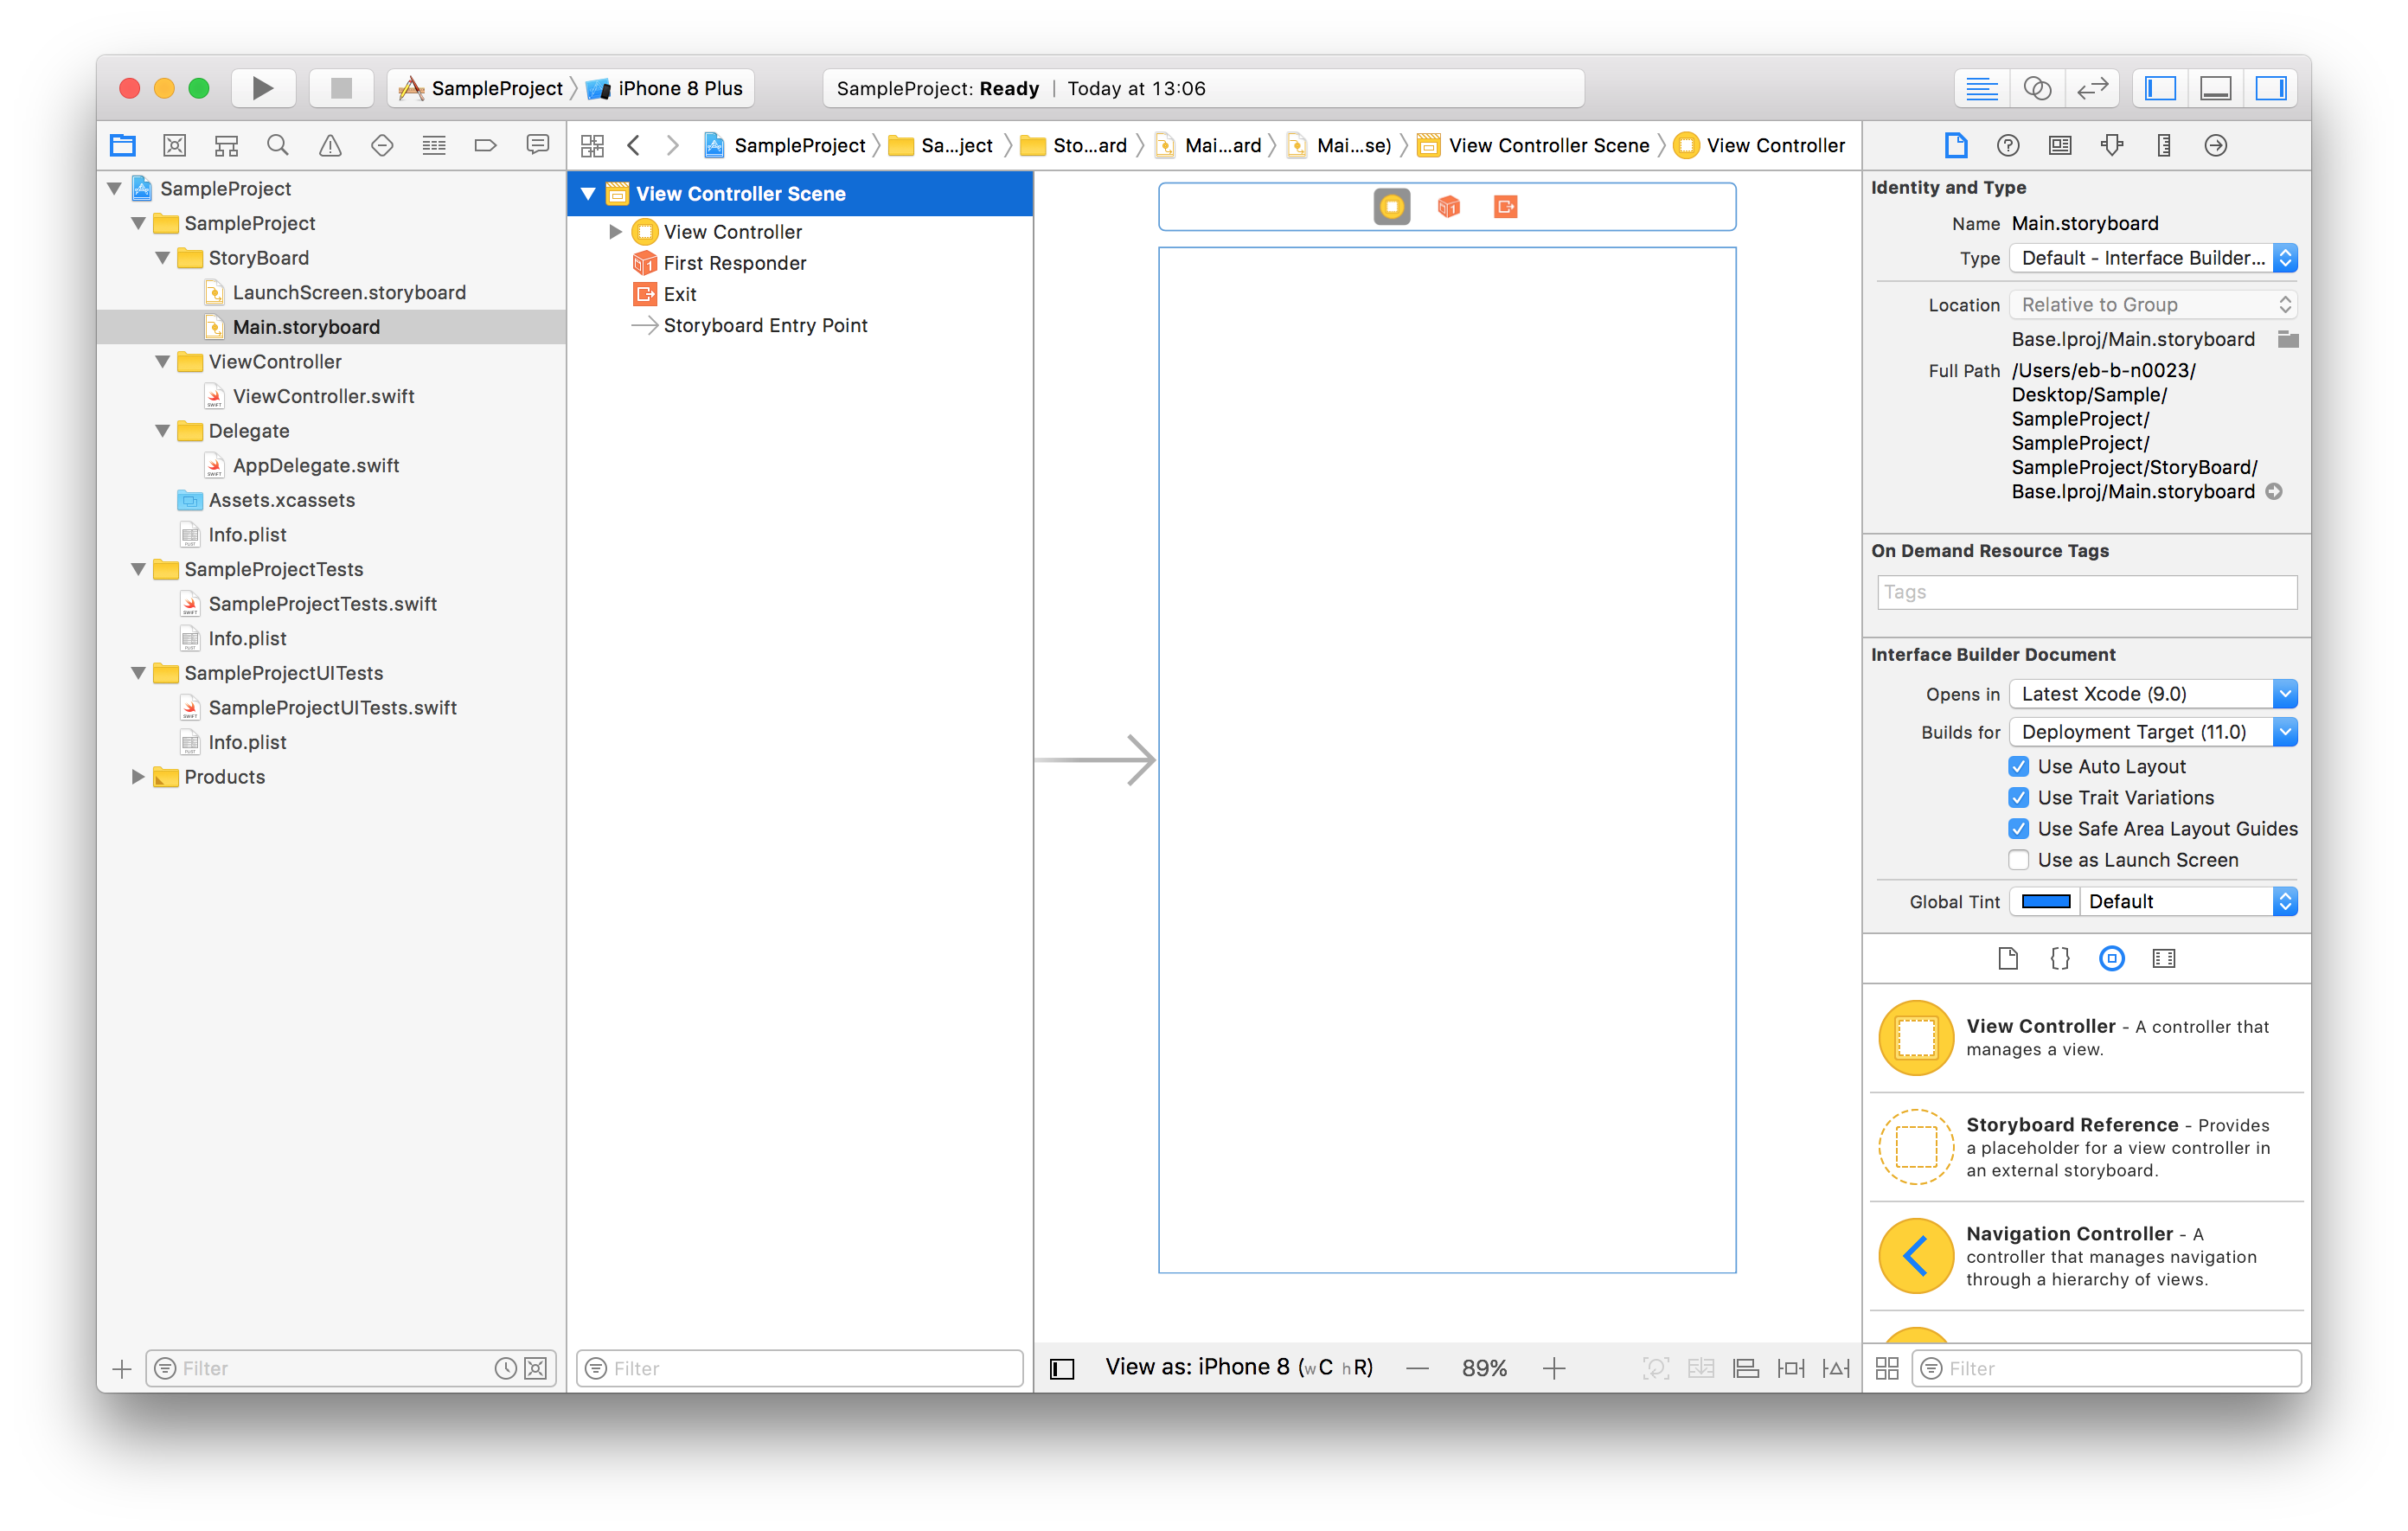 SampleProject 〉 iPhone 8 Plus
SampleProject: Ready | Today at 13:06
SampleProject 〉 Sa...ject 〉 Sto...ard 〉 Mai...ard 〉 Mai...se) 〉 View Controller Scene 〉 View Controller
SampleProject
SampleProject
StoryBoard
LaunchScreen.storyboard
Main.storyboard
ViewController
ViewController.swift
Delegate
AppDelegate.swift
Assets.xcassets
Info.plist
SampleProjectTests
SampleProjectTests.swift
Info.plist
SampleProjectUITests
SampleProjectUITests.swift
Info.plist
Products
Filter
View Controller Scene
View Controller
First Responder
Exit
Storyboard Entry Point
Filter
View as: iPhone 8 (wC hR) — 89% +
Identity and Type
Name Main.storyboard
Type Default - Interface Builder...
Location Relative to Group
Base.lproj/Main.storyboard
Full Path /Users/eb-b-n0023/
Desktop/Sample/
SampleProject/
SampleProject/
SampleProject/StoryBoard/
Base.lproj/Main.storyboard
On Demand Resource Tags
Tags
Interface Builder Document
Opens in Latest Xcode (9.0)
Builds for Deployment Target (11.0)
Use Auto Layout
Use Trait Variations
Use Safe Area Layout Guides
Use as Launch Screen
Global Tint Default
View Controller - A controller that
manages a view.
Storyboard Reference - Provides
a placeholder for a view controller in
an external storyboard.
Navigation Controller - A
controller that manages navigation
through a hierarchy of views.
Filter